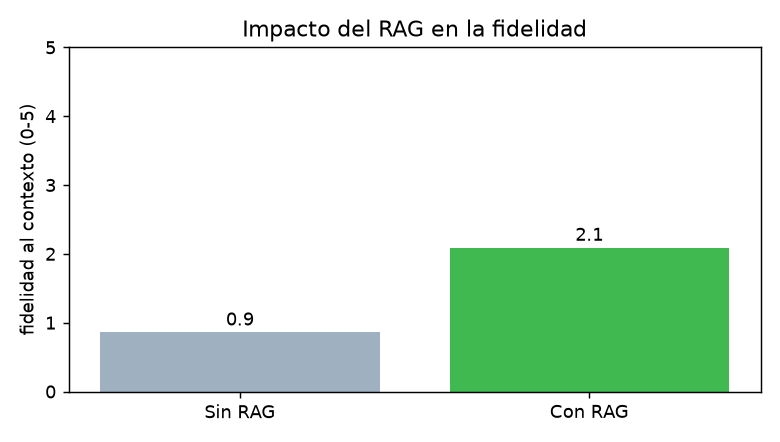 Impacto del RAG en la fidelidad
fidelidad al contexto (0-5)
5
4
3
2
1
0
0.9
2.1
Sin RAG
Con RAG